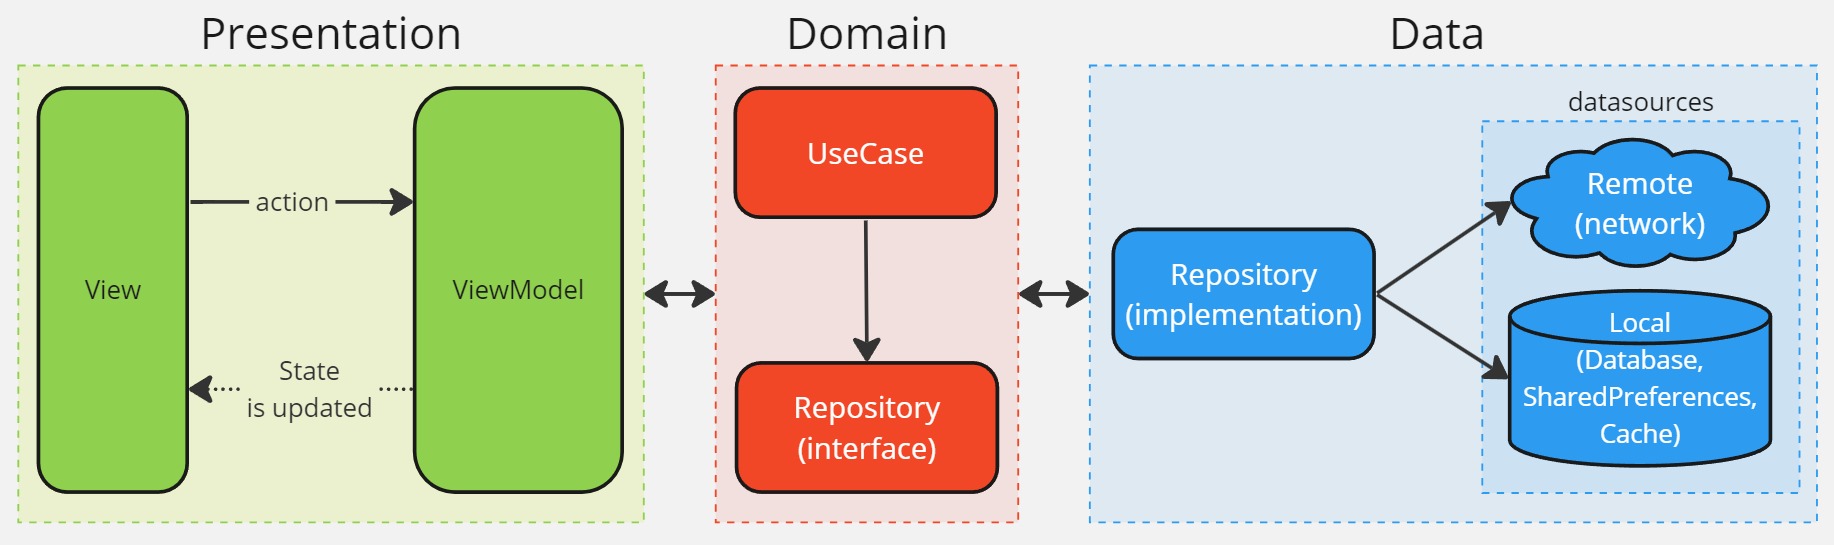 Presentation
Domain
Data
View
action
State
is updated
ViewModel
UseCase
Repository
(interface)
Repository
(implementation)
datasources
Remote
(network)
Local
(Database,
SharedPreferences,
Cache)